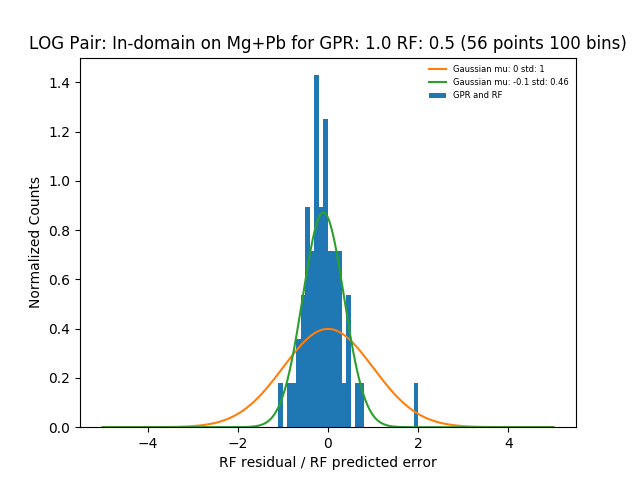 LOG Pair: In-domain on Mg+Pb for GPR: 1.0 RF: 0.5 (56 points 100 bins)
Gaussian mu: 0 std: 1
Gaussian mu: -0.1 std: 0.46
GPR and RF
Normalized Counts
1.4
1.2
1.0
0.8
0.6
0.4
0.2
0.0
−4 −2 0 2 4
RF residual / RF predicted error